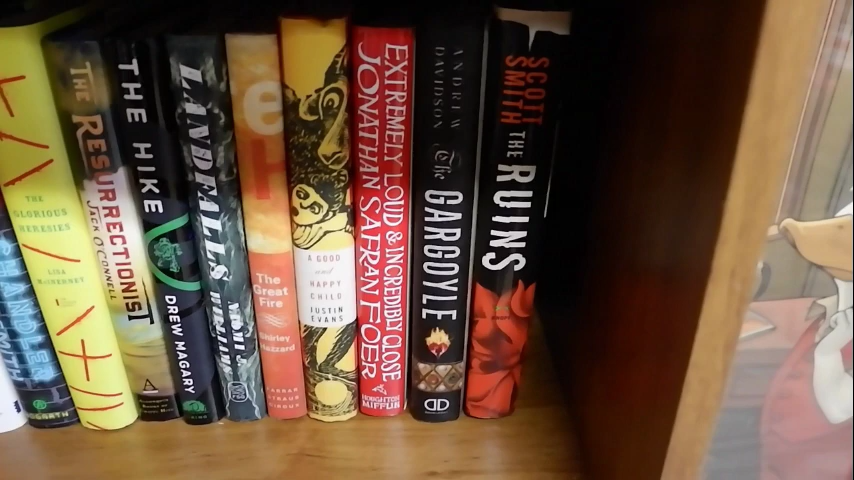 THE
GLORIOUS
HERESIES
LISA
McINERNEY
THE RESURRECTIONIST
JACK O'CONNELL
THE HIKE
DREW MAGARY
LANDFALLS
The
Great
Fire
Shirley
Hazzard
FARRAR
STRAUS
GIROUX
A GOOD
and
HAPPY
CHILD
JUSTIN
EVANS
EXTREMELY LOUD & INCREDIBLY CLOSE
JONATHAN SAFRAN FOER
HOUGHTON
MIFFLIN
ANDREW
DAVIDSON
The GARGOYLE
SCOTT
SMITH
THE RUINS